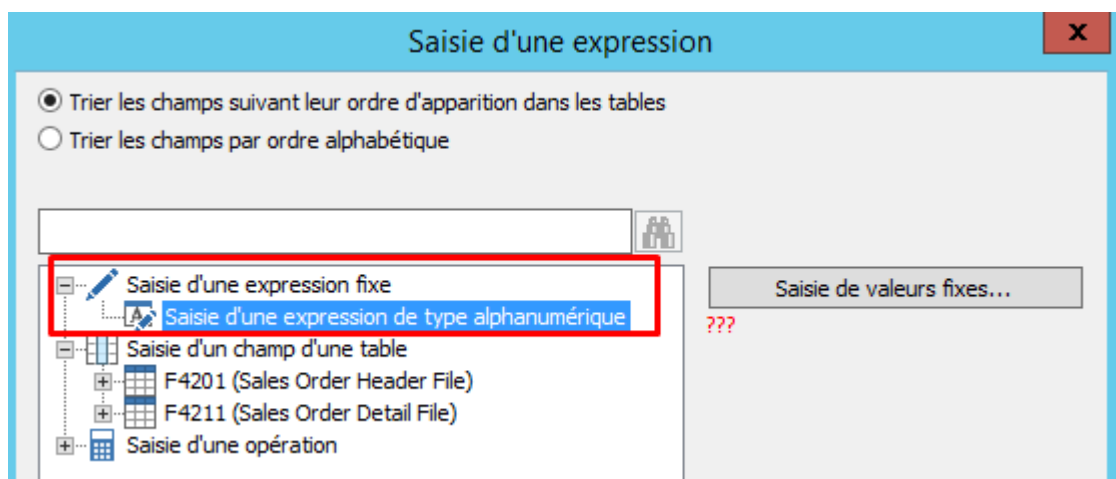 Saisie d'une expression
x
Trier les champs suivant leur ordre d'apparition dans les tables
Trier les champs par ordre alphabétique
Saisie d'une expression fixe
Saisie de valeurs fixes...
Saisie d'une expression de type alphanumérique
???
Saisie d'un champ d'une table
F4201 (Sales Order Header File)
F4211 (Sales Order Detail File)
Saisie d'une opération